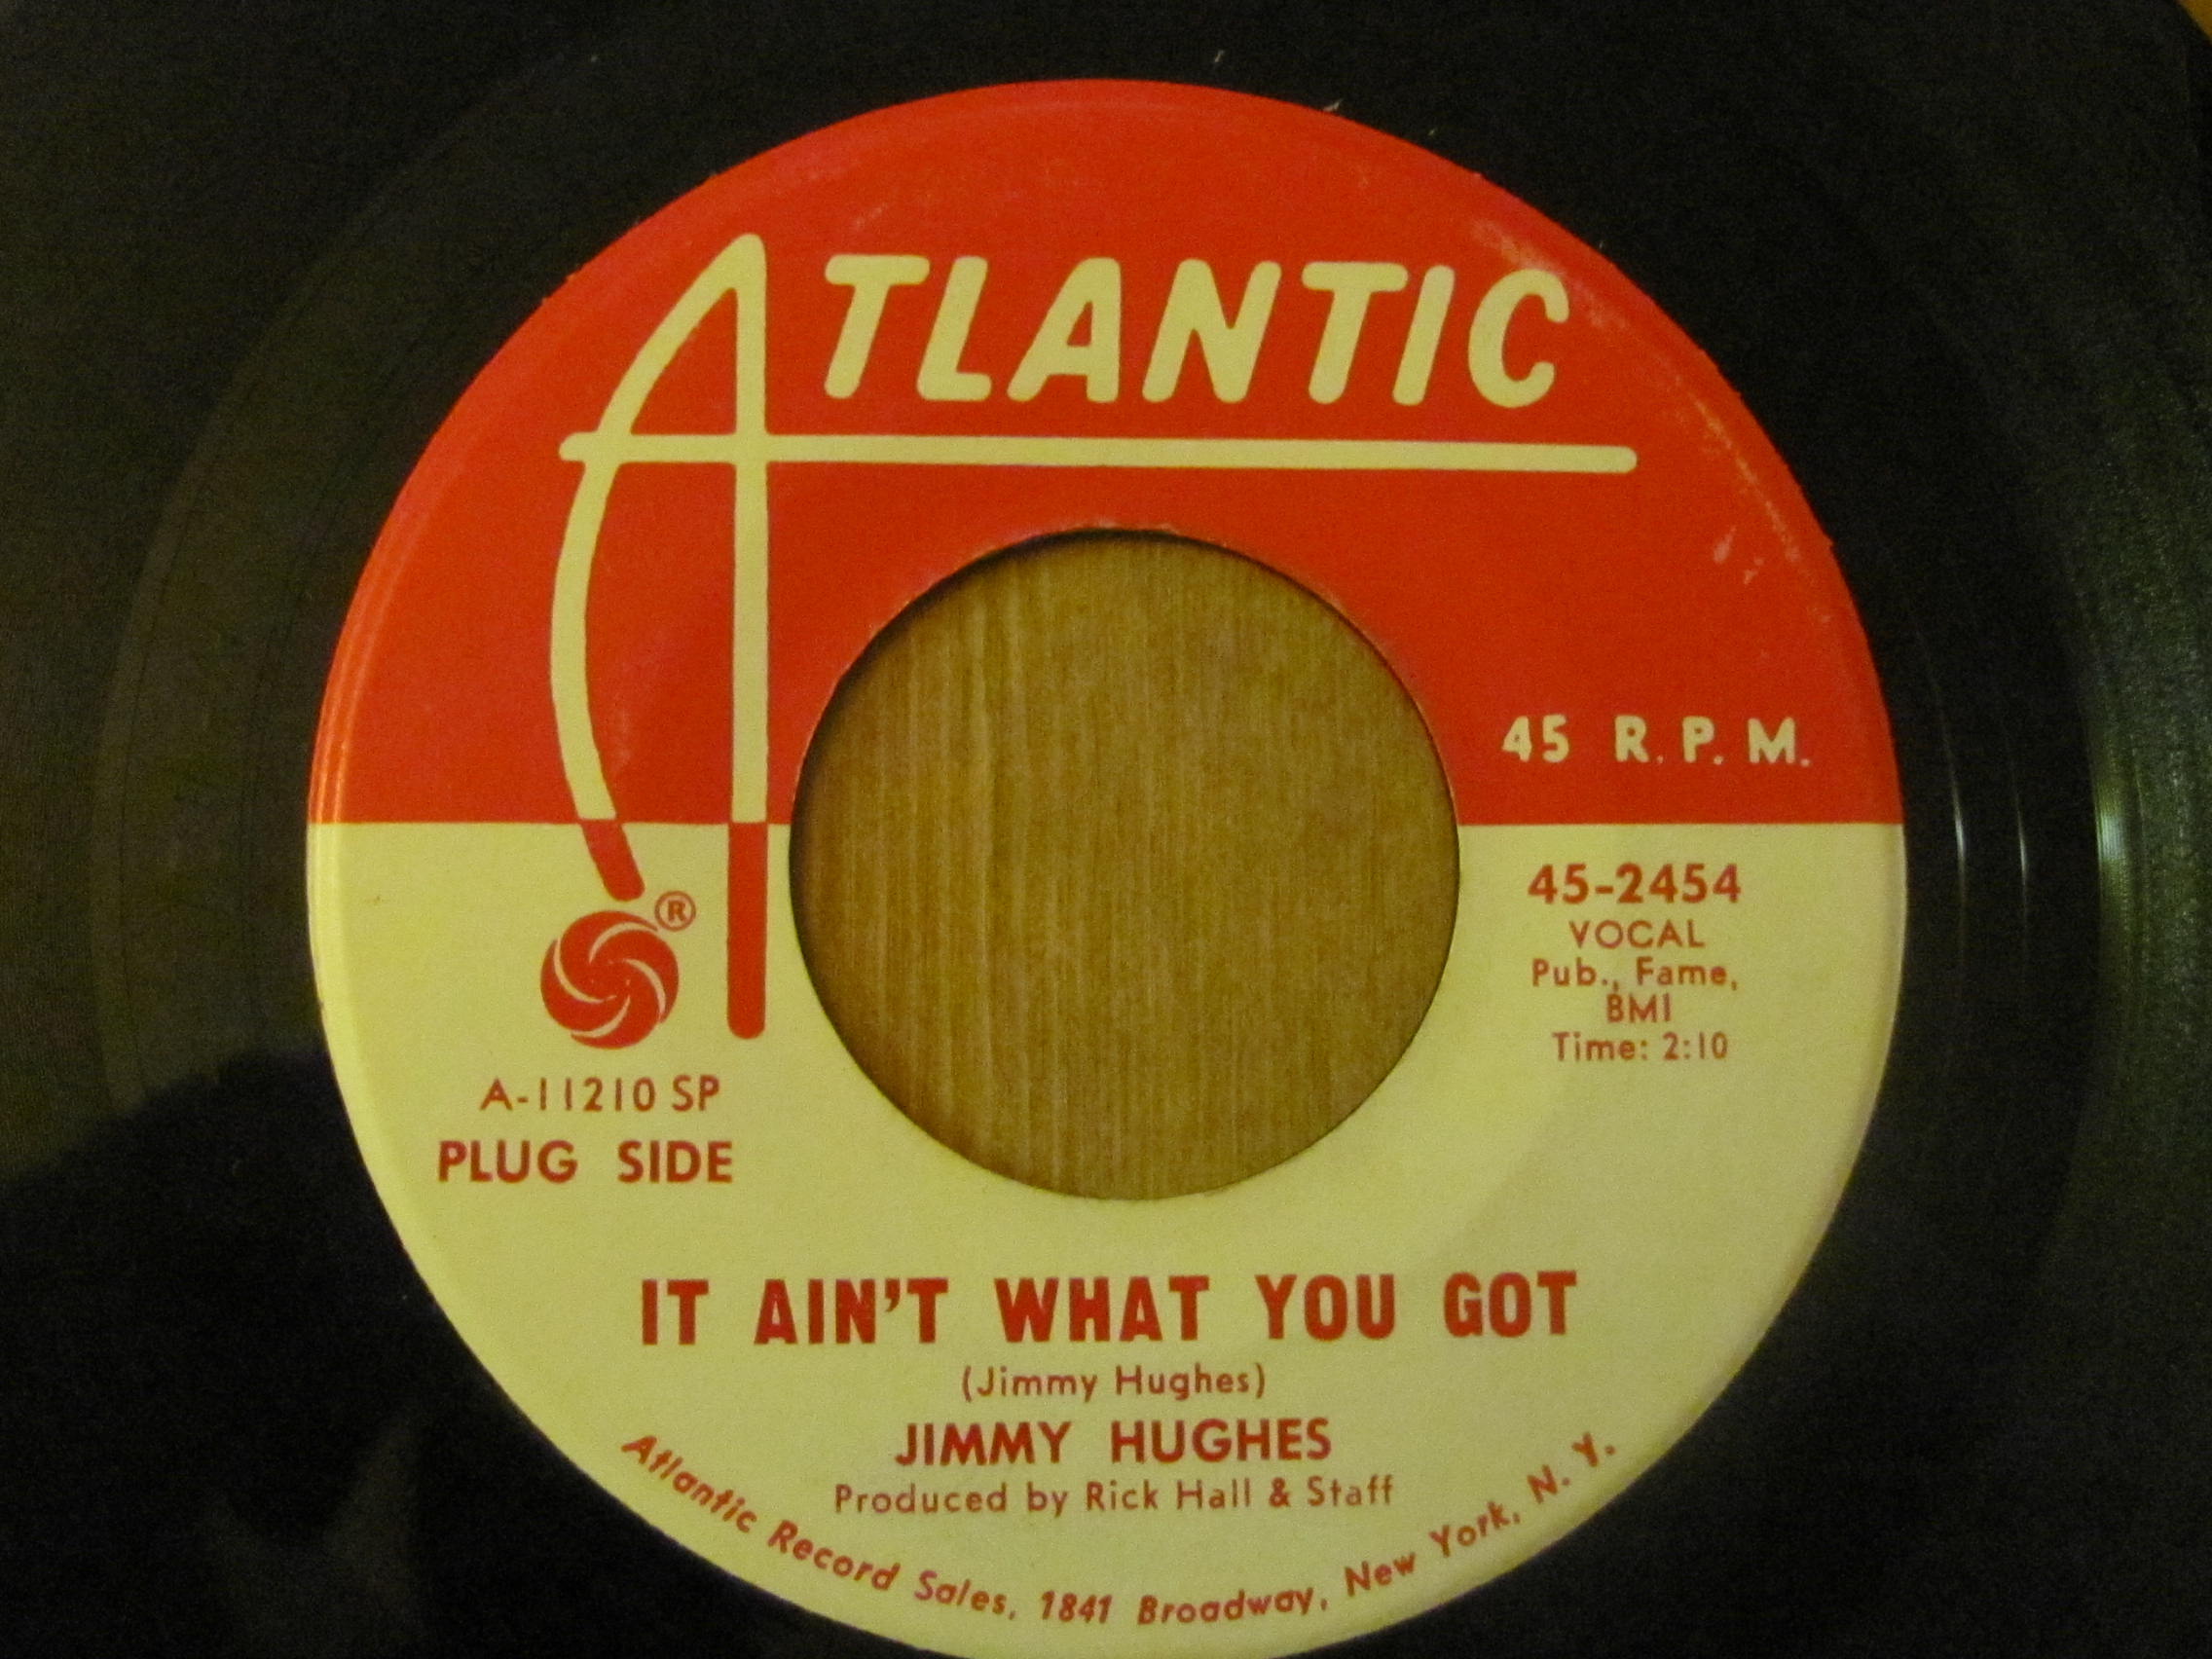 ATLANTIC
45 R.P.M.
45-2454
VOCAL
Pub., Fame,
BMI
Time: 2:10
®
A-11210 SP
PLUG SIDE
IT AIN'T WHAT YOU GOT
(Jimmy Hughes)
JIMMY HUGHES
Produced by Rick Hall & Staff
Atlantic Record Sales, 1841 Broadway, New York, N. Y.